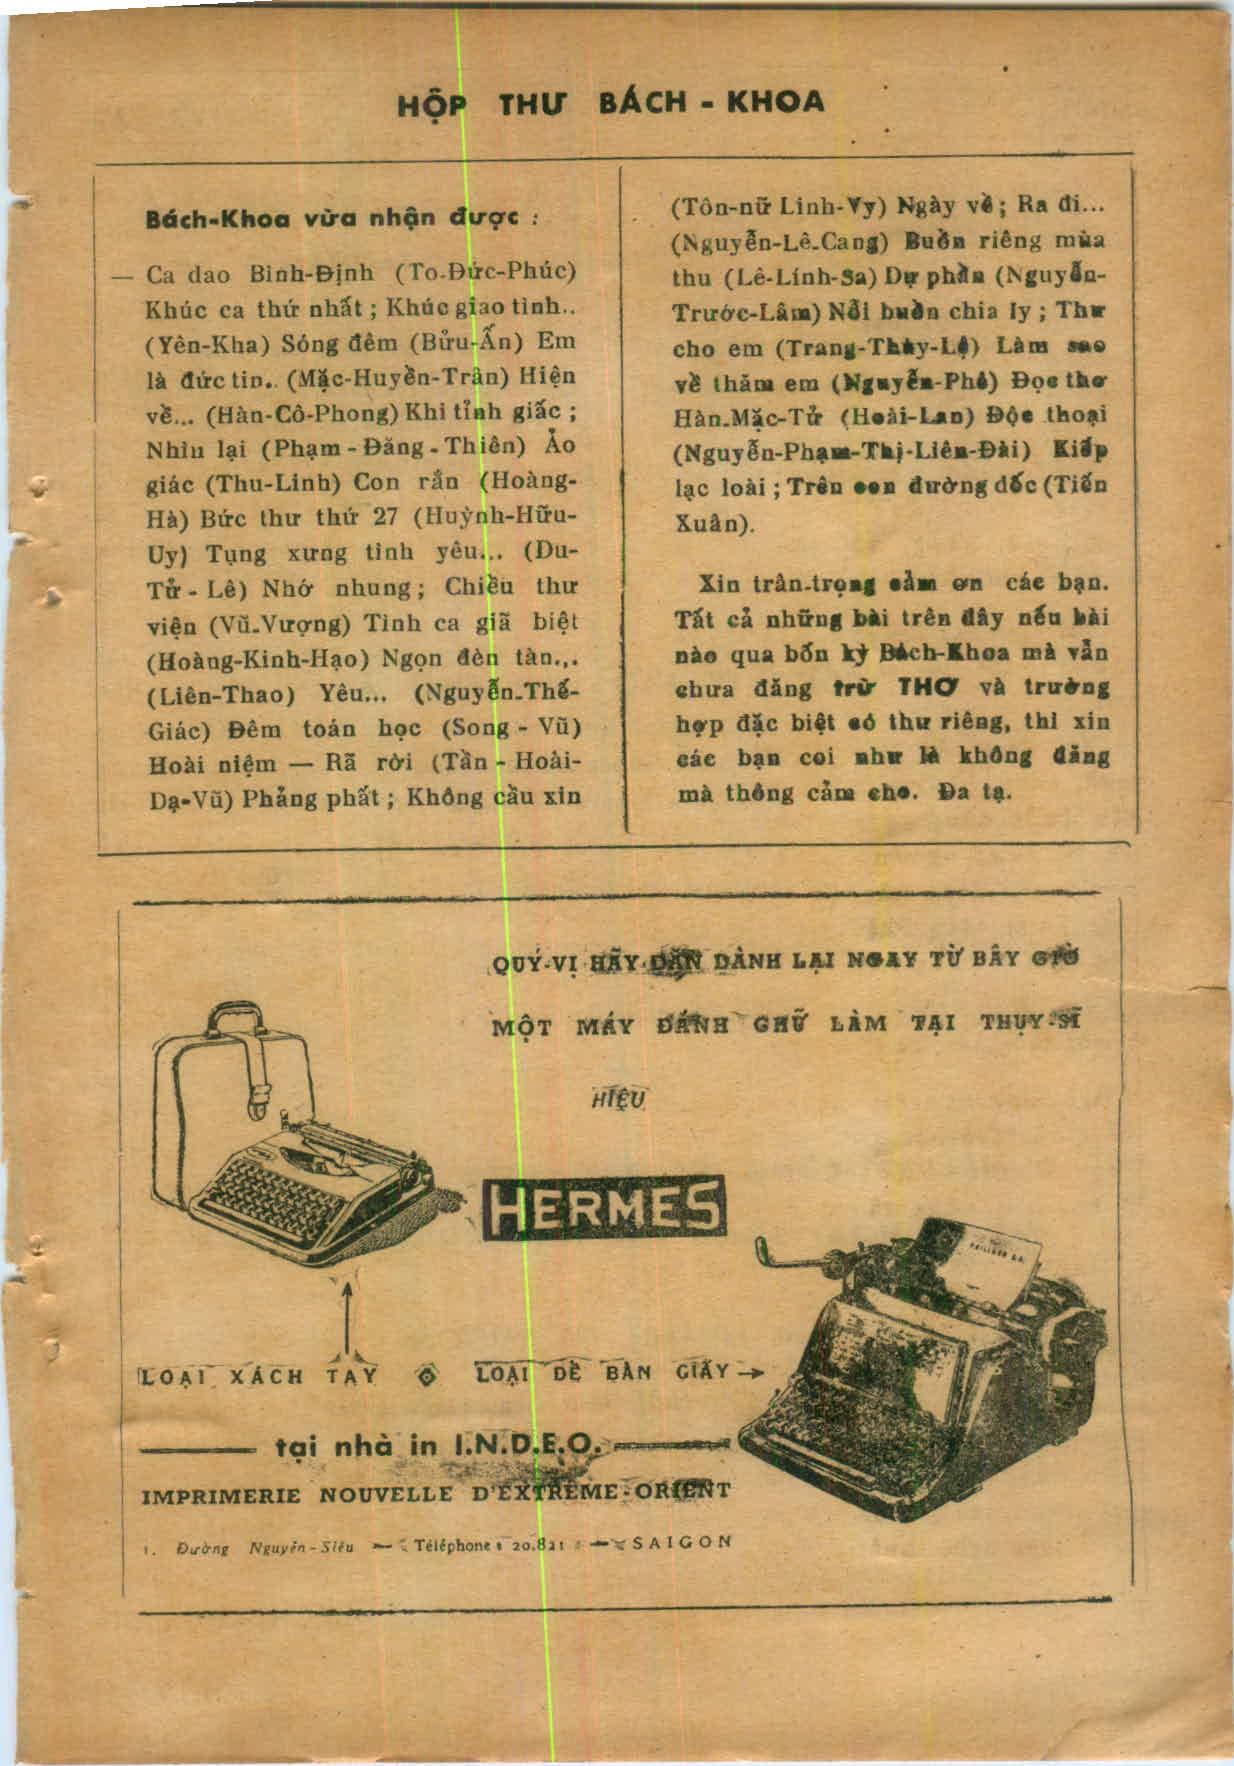 HỘP THƯ BÁCH - KHOA
Bách-Khoa vừa nhận được :
— Ca dao Bình-Định (To-Đức-Phúc)
Khúc ca thứ nhất ; Khúc giao tình..
(Yên-Kha) Sóng đêm (Bửu-Ấn) Em
là đức tin.. (Mặc-Huyền-Trân) Hiện
về... (Hàn-Cô-Phong) Khi tỉnh giấc ;
Nhìn lại (Phạm - Đăng - Thiên) Ảo
giác (Thu-Linh) Con rắn (Hoàng-
Hà) Bức thư thứ 27 (Huỳnh-Hữu-
Uy) Tụng xưng tình yêu... (Du-
Tử - Lê) Nhớ nhung ; Chiều thư
viện (Vũ-Vượng) Tình ca giã biệt
(Hoàng-Kinh-Hạo) Ngọn đèn tàn...
(Liên-Thao) Yêu... (Nguyễn-Thế-
Giác) Đêm toán học (Song - Vũ)
Hoài niệm — Rã rời (Tần - Hoài-
Dạ-Vũ) Phảng phất ; Không cầu xin
(Tôn-nữ Linh-Vy) Ngày về ; Ra đi...
(Nguyễn-Lê-Cang) Buồn riêng mùa
thu (Lê-Linh-Sa) Dự phần (Nguyễn-
Trước-Lâm) Nỗi buồn chia ly ; Thư
cho em (Trang-Thùy-Lệ) Làm sao
về thăm em (Nguyễn-Phê) Đọc thơ
Hàn-Mặc-Tử (Hoài-Lan) Độc thoại
(Nguyễn-Phạm-Thị-Liên-Đài) Kiếp
lạc loài ; Trên con đường dốc (Tiến
Xuân).
Xin trân-trọng cảm ơn các bạn.
Tất cả những bài trên đây nếu bài
nào qua bốn kỳ Bách-Khoa mà vẫn
chưa đăng trừ THƠ và trường
hợp đặc biệt có thư riêng, thì xin
các bạn coi như là không đăng
mà thông cảm cho. Đa tạ.
QUÝ-VỊ HÃY DẶN DÀNH LẠI NGAY TỪ BÂY GIỜ
MỘT MÁY ĐÁNH CHỮ LÀM TẠI THỤY-SĨ
HIỆU
HERMES
LOẠI XÁCH TAY LOẠI ĐỀ BÀN GIẤY →
tại nhà in I.N.D.E.O.
IMPRIMERIE NOUVELLE D'EXTRÊME-ORIENT
1. Đường Nguyễn-Siêu — Téléphone : 20.821 — SAIGON